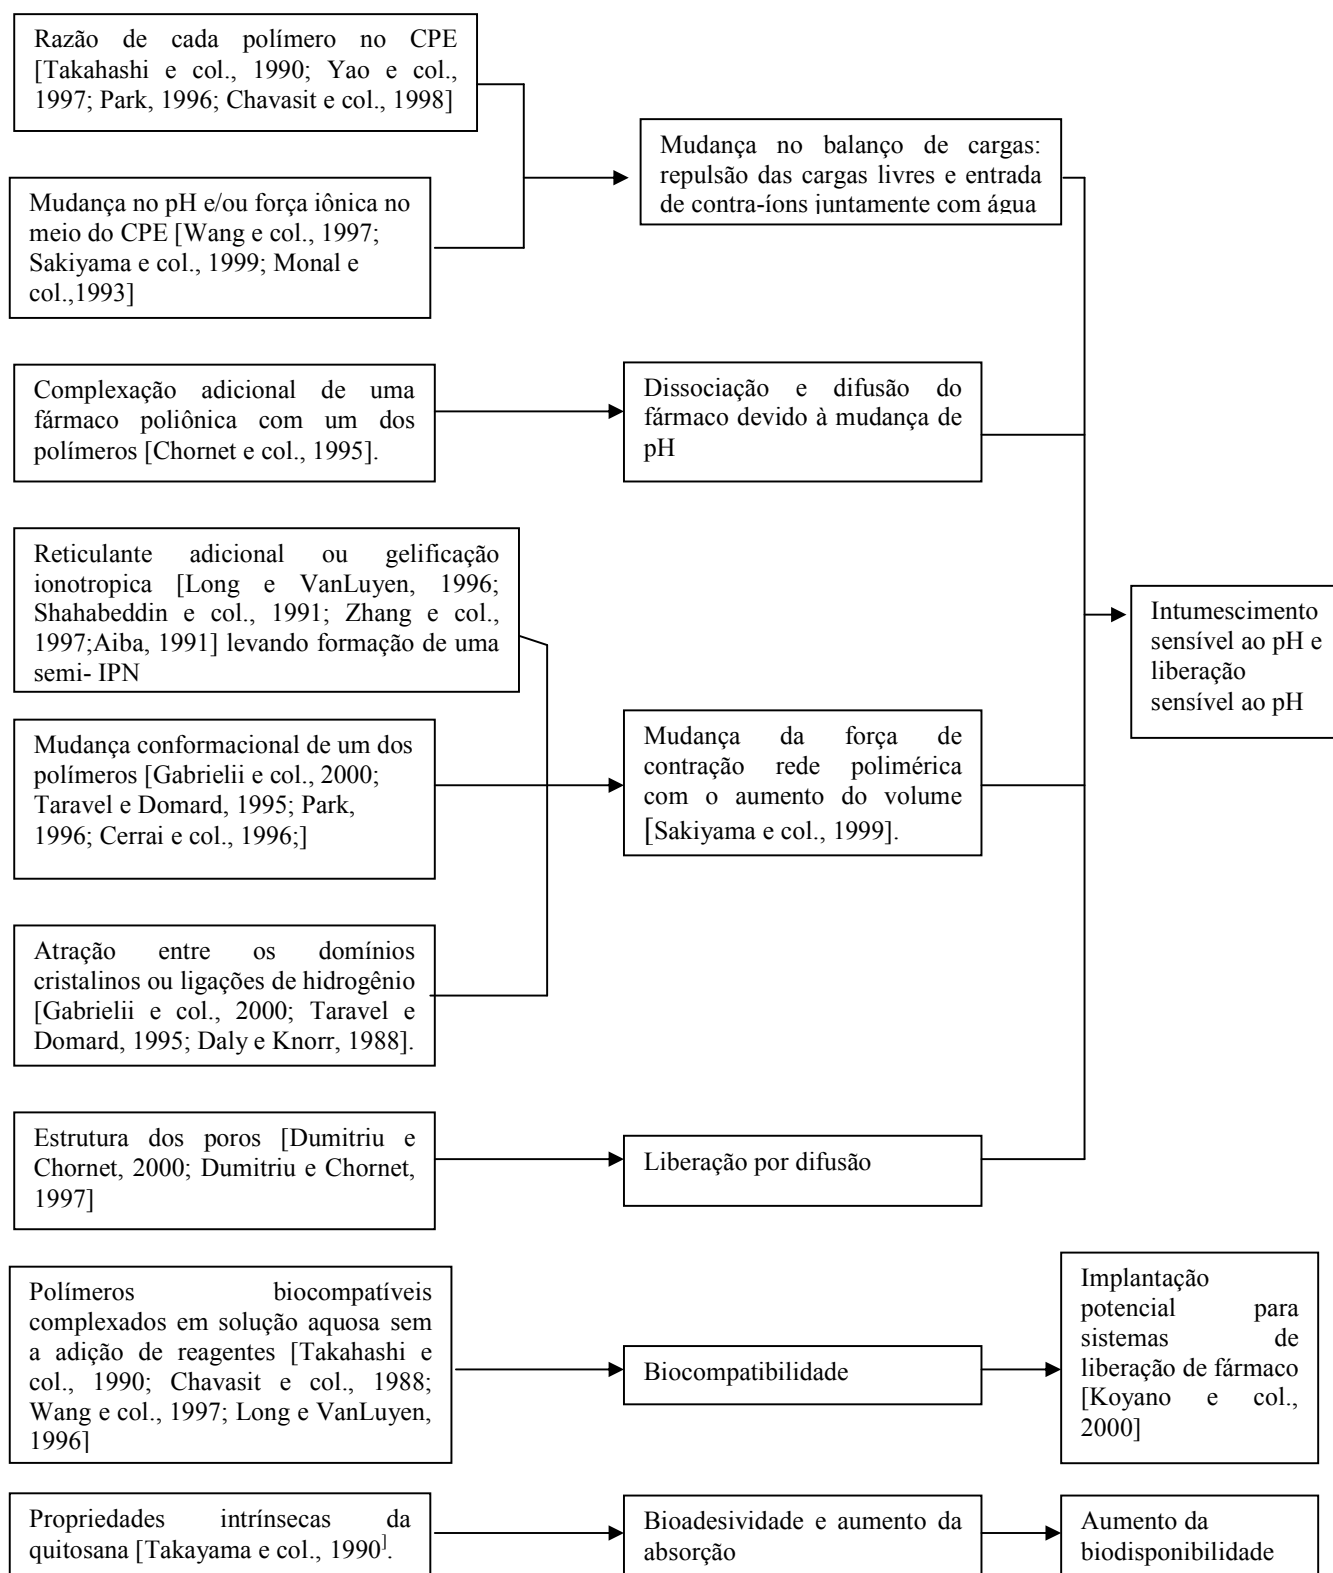 Razão de cada polímero no CPE
[Takahashi e col., 1990; Yao e col.,
1997; Park, 1996; Chavasit e col., 1998]
Mudança no balanço de cargas:
repulsão das cargas livres e entrada
de contra-íons juntamente com água
Mudança no pH e/ou força iônica no
meio do CPE [Wang e col., 1997;
Sakiyama e col., 1999; Monal e
col.,1993]
Complexação adicional de uma
fármaco poliônica com um dos
polímeros [Chornet e col., 1995].
Dissociação e difusão do
fármaco devido à mudança de
pH
Reticulante adicional ou gelificação
ionotropica [Long e VanLuyen, 1996;
Shahabeddin e col., 1991; Zhang e col.,
1997;Aiba, 1991] levando formação de uma
semi- IPN
Intumescimento
sensível ao pH e
liberação
sensível ao pH
Mudança conformacional de um dos
polímeros [Gabrielii e col., 2000;
Taravel e Domard, 1995; Park,
1996; Cerrai e col., 1996;]
Mudança da força de
contração rede polimérica
com o aumento do volume
[Sakiyama e col., 1999].
Atração entre os domínios
cristalinos ou ligações de hidrogênio
[Gabrielii e col., 2000; Taravel e
Domard, 1995; Daly e Knorr, 1988].
Estrutura dos poros [Dumitriu e
Chornet, 2000; Dumitriu e Chornet,
1997]
Liberação por difusão
Polímeros biocompatíveis
complexados em solução aquosa sem
a adição de reagentes [Takahashi e
col., 1990; Chavasit e col., 1988;
Wang e col., 1997; Long e VanLuyen,
1996]
Biocompatibilidade
Implantação
potencial para
sistemas de
liberação de fármaco
[Koyano e col.,
2000]
Propriedades intrínsecas da
quitosana [Takayama e col., 1990].
Bioadesividade e aumento da
absorção
Aumento da
biodisponibilidade